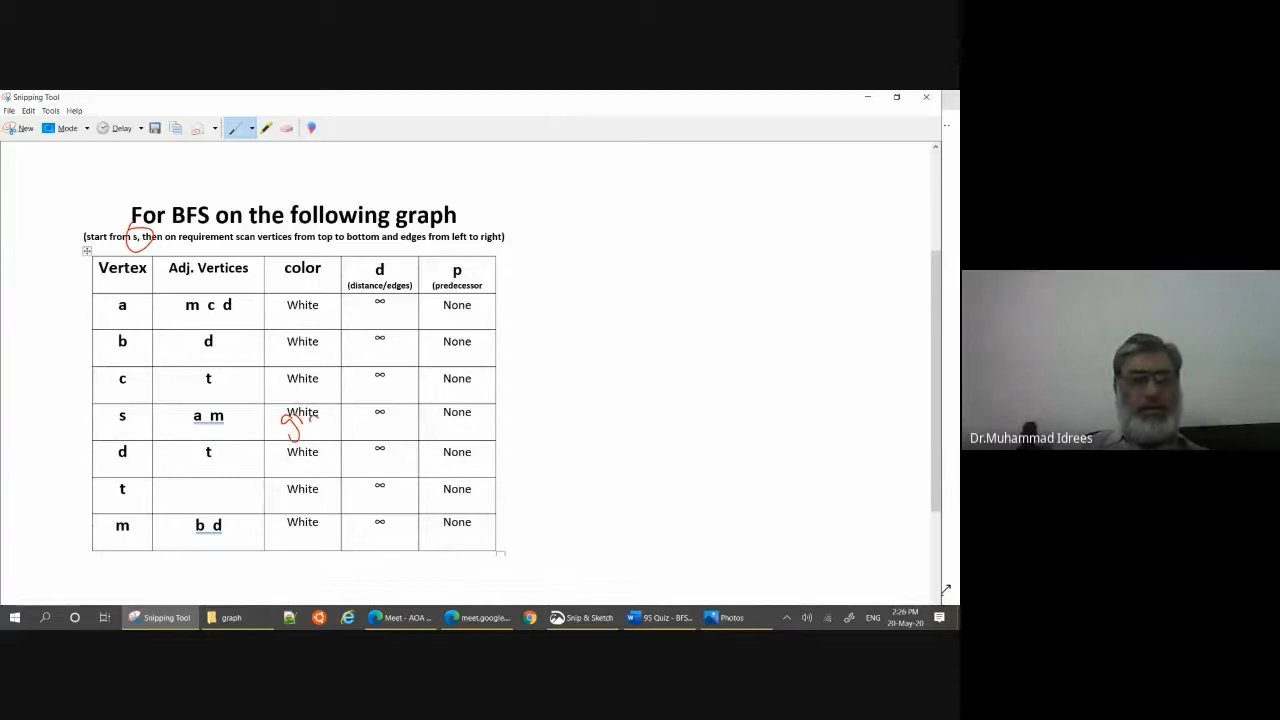 Snipping Tool
File Edit Tools Help
New Mode Delay
For BFS on the following graph
(start from s, then on requirement scan vertices from top to bottom and edges from left to right)
Vertex Adj. Vertices color d (distance/edges) p (predecessor
a m c d White ∞ None
b d White ∞ None
c t White ∞ None
s a m White ∞ None
gr
d t White ∞ None
t White ∞ None
m b d White ∞ None
Dr.Muhammad Idrees
Snipping Tool graph Meet - AOA ... meet.google... Snip & Sketch 95 Quiz - BFS... Photos ENG 2:26 PM
20-May-20